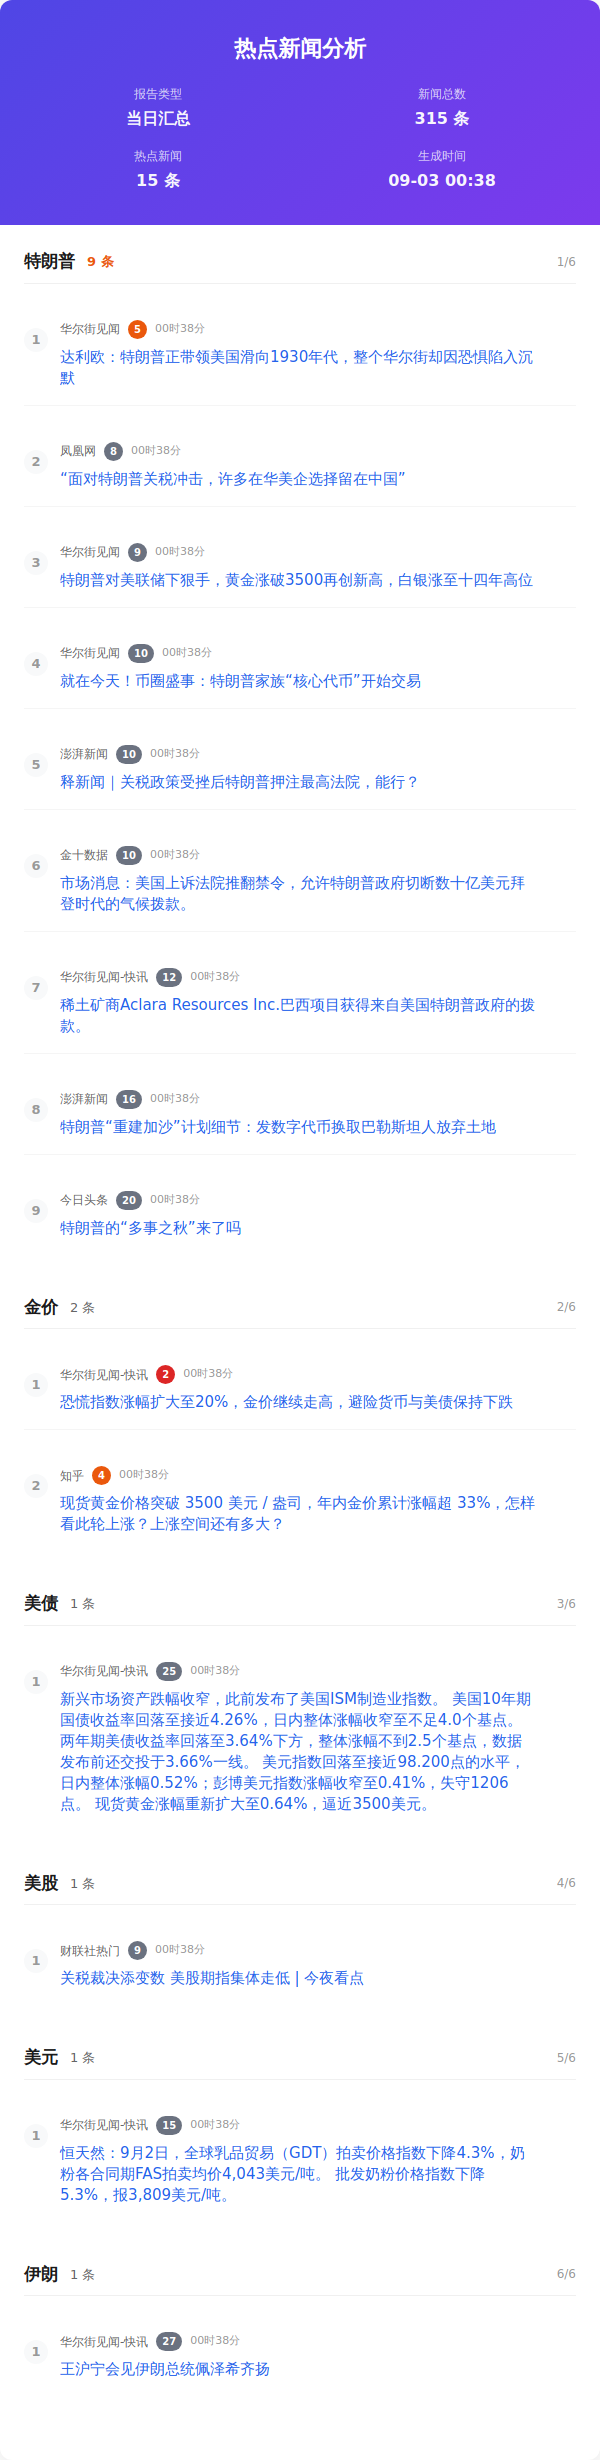 热点新闻分析
报告类型
当日汇总
新闻总数
315 条
热点新闻
15 条
生成时间
09-03 00:38
特朗普 9 条 1/6
1
华尔街见闻 5 00时38分
达利欧：特朗普正带领美国滑向1930年代，整个华尔街却因恐惧陷入沉
默
2
凤凰网 8 00时38分
“面对特朗普关税冲击，许多在华美企选择留在中国”
3
华尔街见闻 9 00时38分
特朗普对美联储下狠手，黄金涨破3500再创新高，白银涨至十四年高位
4
华尔街见闻 10 00时38分
就在今天！币圈盛事：特朗普家族“核心代币”开始交易
5
澎湃新闻 10 00时38分
释新闻｜关税政策受挫后特朗普押注最高法院，能行？
6
金十数据 10 00时38分
市场消息：美国上诉法院推翻禁令，允许特朗普政府切断数十亿美元拜
登时代的气候拨款。
7
华尔街见闻-快讯 12 00时38分
稀土矿商Aclara Resources Inc.巴西项目获得来自美国特朗普政府的拨
款。
8
澎湃新闻 16 00时38分
特朗普“重建加沙”计划细节：发数字代币换取巴勒斯坦人放弃土地
9
今日头条 20 00时38分
特朗普的“多事之秋”来了吗
金价 2 条 2/6
1
华尔街见闻-快讯 2 00时38分
恐慌指数涨幅扩大至20%，金价继续走高，避险货币与美债保持下跌
2
知乎 4 00时38分
现货黄金价格突破 3500 美元 / 盎司，年内金价累计涨幅超 33%，怎样
看此轮上涨？上涨空间还有多大？
美债 1 条 3/6
1
华尔街见闻-快讯 25 00时38分
新兴市场资产跌幅收窄，此前发布了美国ISM制造业指数。 美国10年期
国债收益率回落至接近4.26%，日内整体涨幅收窄至不足4.0个基点。
两年期美债收益率回落至3.64%下方，整体涨幅不到2.5个基点，数据
发布前还交投于3.66%一线。 美元指数回落至接近98.200点的水平，
日内整体涨幅0.52%；彭博美元指数涨幅收窄至0.41%，失守1206
点。 现货黄金涨幅重新扩大至0.64%，逼近3500美元。
美股 1 条 4/6
1
财联社热门 9 00时38分
关税裁决添变数 美股期指集体走低 | 今夜看点
美元 1 条 5/6
1
华尔街见闻-快讯 15 00时38分
恒天然：9月2日，全球乳品贸易（GDT）拍卖价格指数下降4.3%，奶
粉各合同期FAS拍卖均价4,043美元/吨。 批发奶粉价格指数下降
5.3%，报3,809美元/吨。
伊朗 1 条 6/6
1
华尔街见闻-快讯 27 00时38分
王沪宁会见伊朗总统佩泽希齐扬